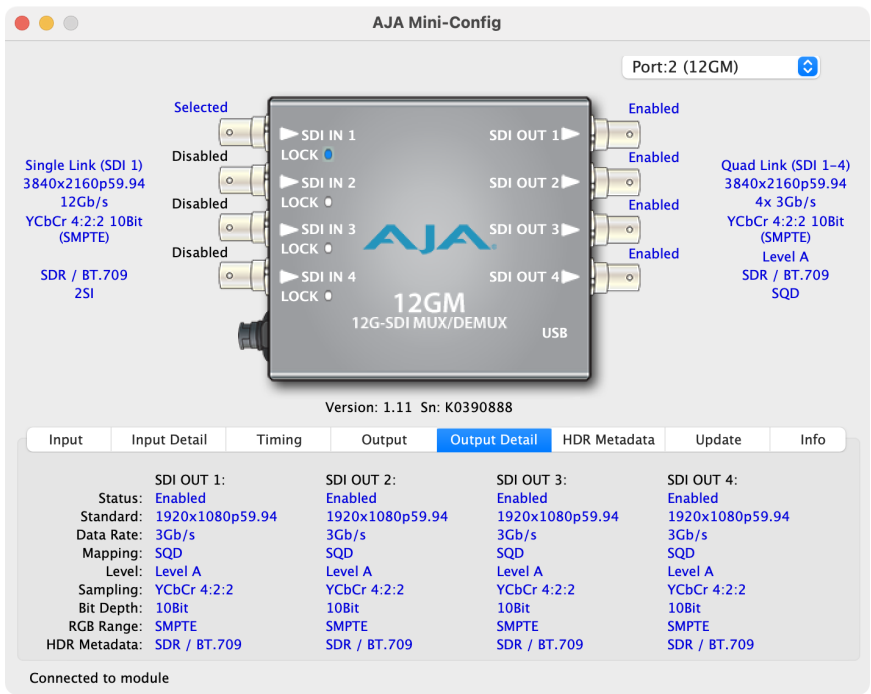 AJA Mini-Config
Port:2 (12GM)
Selected
Disabled
Disabled
Disabled
Single Link (SDI 1)
3840x2160p59.94
12Gb/s
YCbCr 4:2:2 10Bit
(SMPTE)
SDR / BT.709
2SI
SDI IN 1
LOCK
SDI IN 2
LOCK
SDI IN 3
LOCK
SDI IN 4
LOCK
SDI OUT 1
SDI OUT 2
SDI OUT 3
SDI OUT 4
AJA
12GM
12G-SDI MUX/DEMUX
USB
Enabled
Enabled
Enabled
Enabled
Quad Link (SDI 1-4)
3840x2160p59.94
4x 3Gb/s
YCbCr 4:2:2 10Bit
(SMPTE)
Level A
SDR / BT.709
SQD
Version: 1.11 Sn: K0390888
Input Input Detail Timing Output Output Detail HDR Metadata Update Info
SDI OUT 1: SDI OUT 2: SDI OUT 3: SDI OUT 4:
Status: Enabled Enabled Enabled Enabled
Standard: 1920x1080p59.94 1920x1080p59.94 1920x1080p59.94 1920x1080p59.94
Data Rate: 3Gb/s 3Gb/s 3Gb/s 3Gb/s
Mapping: SQD SQD SQD SQD
Level: Level A Level A Level A Level A
Sampling: YCbCr 4:2:2 YCbCr 4:2:2 YCbCr 4:2:2 YCbCr 4:2:2
Bit Depth: 10Bit 10Bit 10Bit 10Bit
RGB Range: SMPTE SMPTE SMPTE SMPTE
HDR Metadata: SDR / BT.709 SDR / BT.709 SDR / BT.709 SDR / BT.709
Connected to module